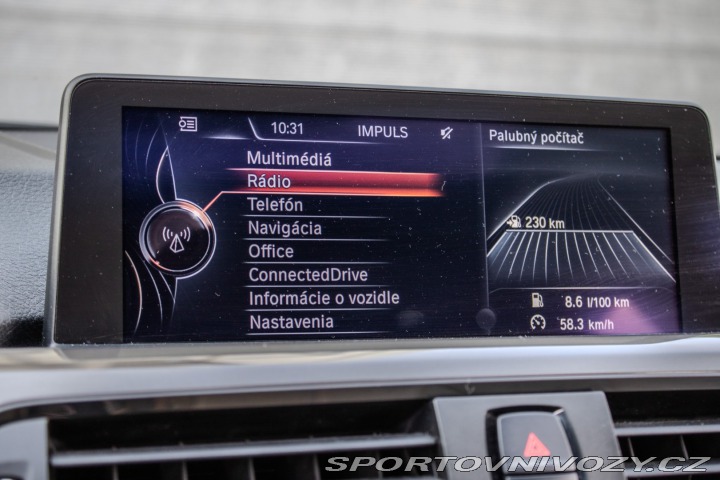 10:31 IMPULS
Multimédiá
Rádio
Telefón
Navigácia
Office
ConnectedDrive
Informácie o vozidle
Nastavenia
Palubný počítač
230 km
8.6 l/100 km
58.3 km/h
SPORTOVNIVOZY.CZ